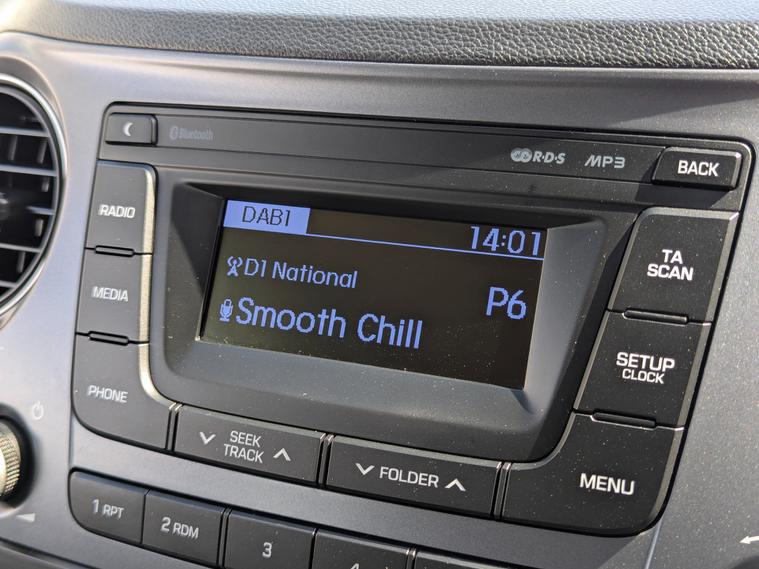 Bluetooth
R·D·S
MP3
BACK
RADIO
DAB1
14:01
TA
SCAN
MEDIA
D1 National
P6
Smooth Chill
SETUP
CLOCK
PHONE
SEEK
TRACK
FOLDER
MENU
1 RPT
2 RDM
3
4